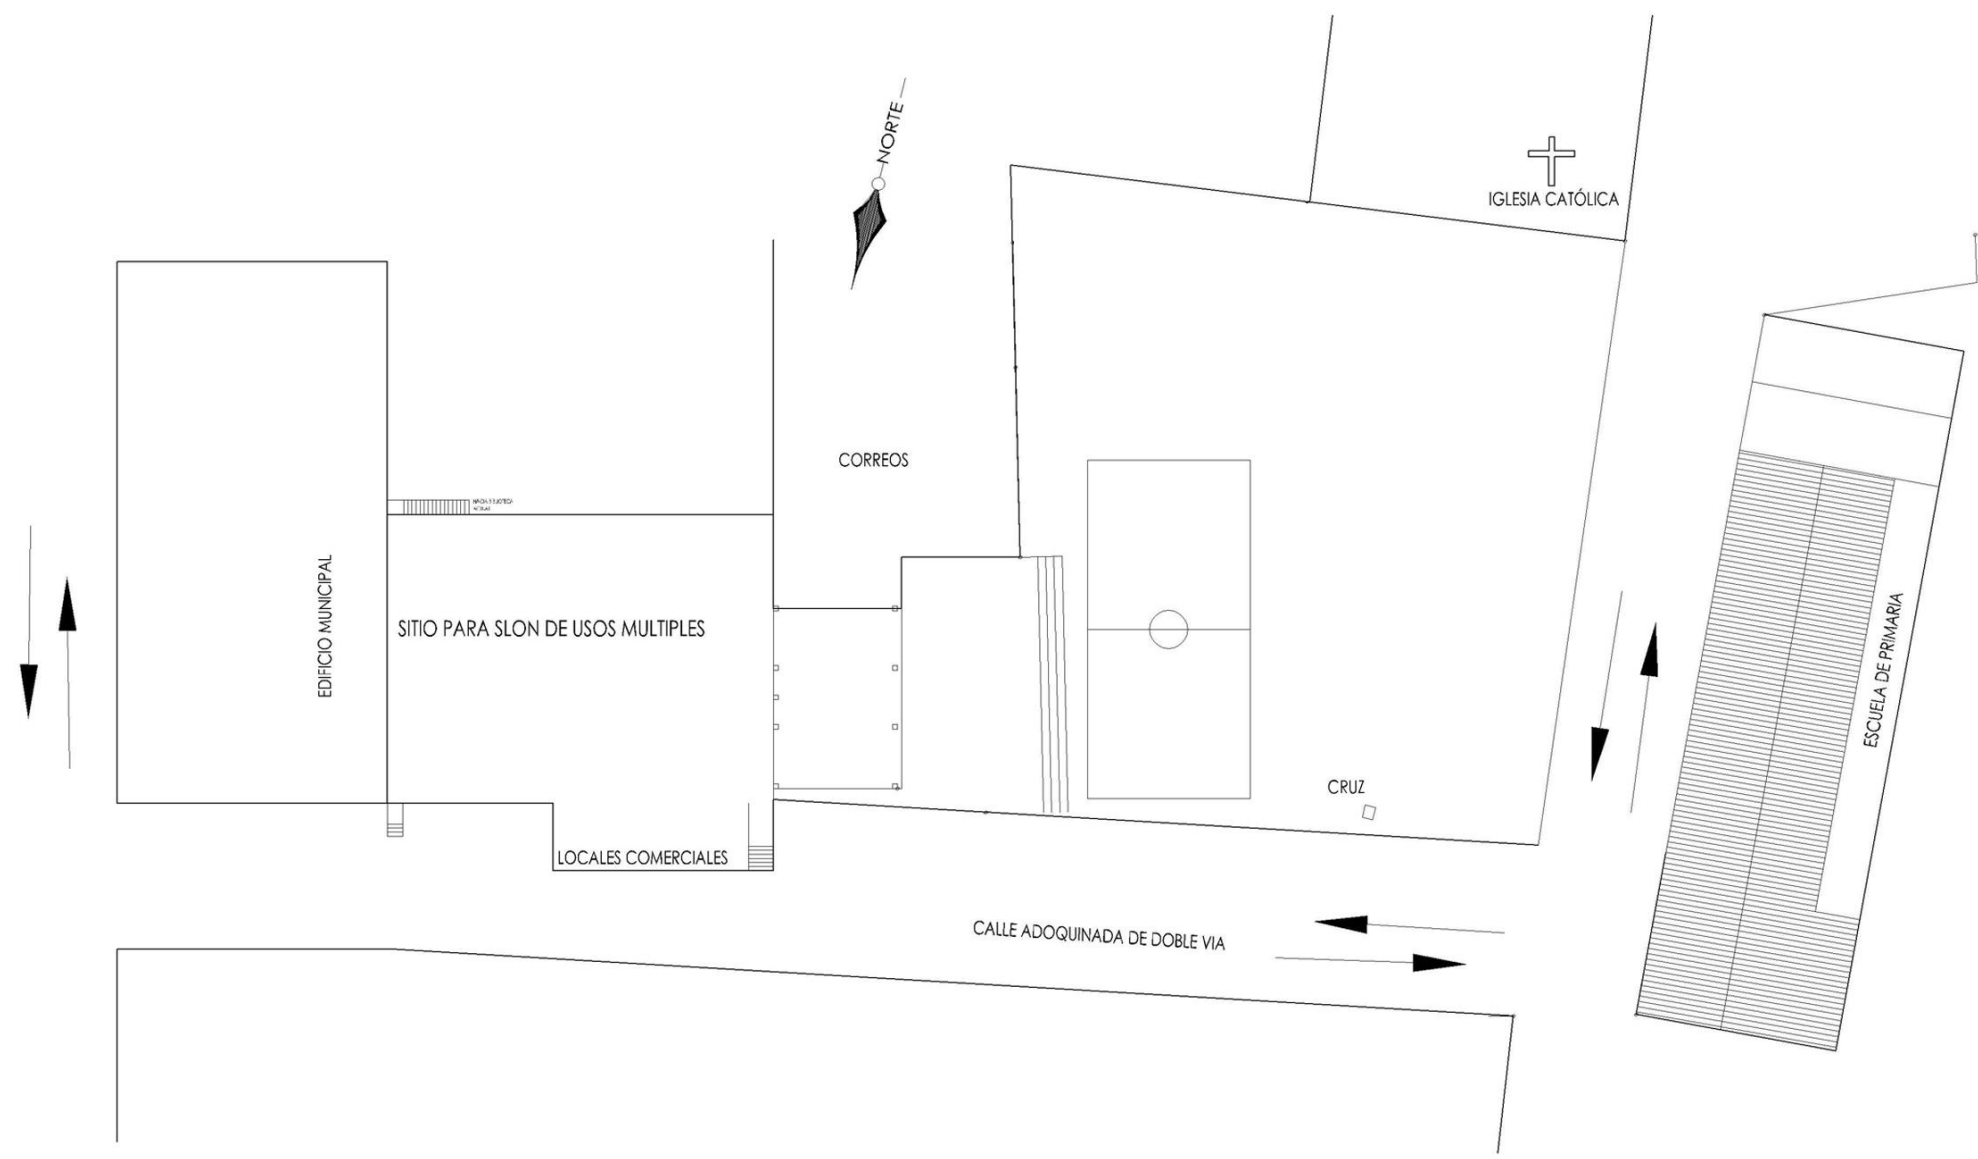 NORTE
IGLESIA CATÓLICA
CORREOS
EDIFICIO MUNICIPAL
SITIO PARA SLON DE USOS MULTIPLES
ESCUELA DE PRIMARIA
CRUZ
LOCALES COMERCIALES
CALLE ADOQUINADA DE DOBLE VIA